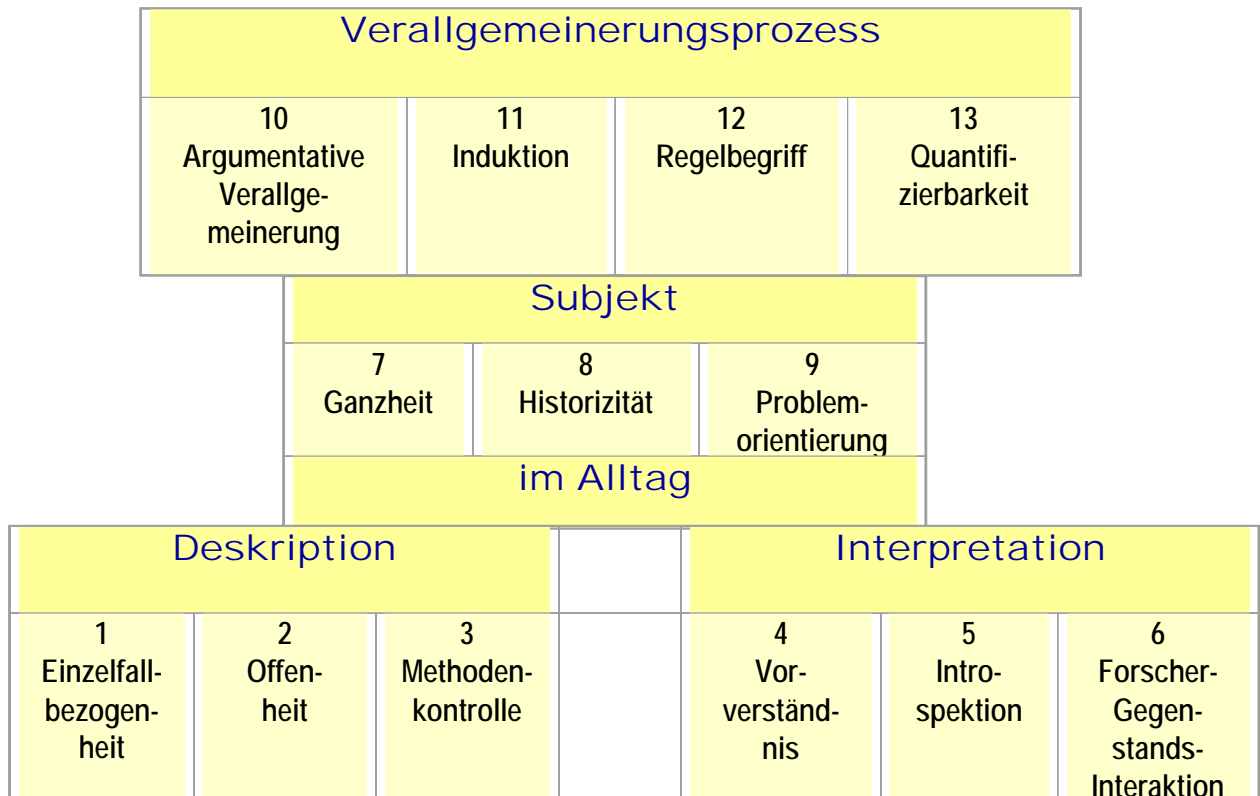 Verallgemeinerungsprozess
10
Argumentative
Verallge-
meinerung
11
Induktion
12
Regelbegriff
13
Quantifi-
zierbarkeit
Subjekt
7
Ganzheit
8
Historizität
9
Problem-
orientierung
im Alltag
Deskription
Interpretation
1
Einzelfall-
bezogen-
heit
2
Offen-
heit
3
Methoden-
kontrolle
4
Vor-
verständ-
nis
5
Intro-
spektion
6
Forscher-
Gegen-
stands-
Interaktion